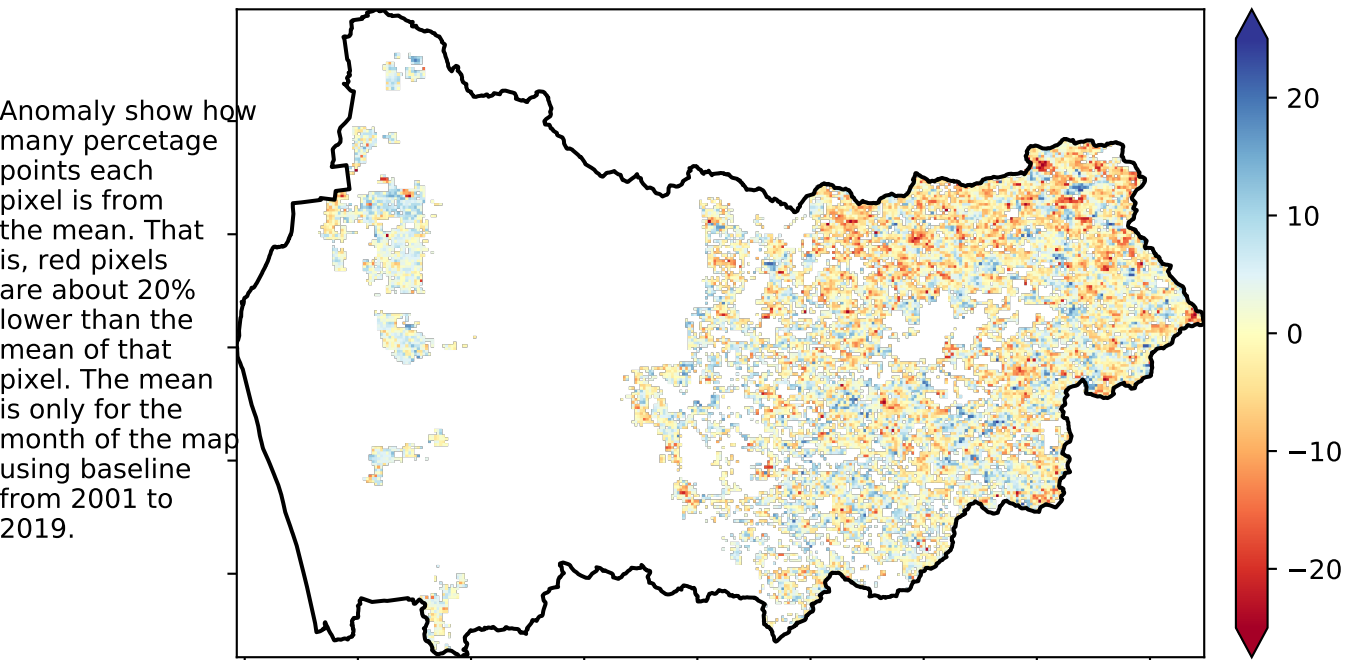 Anomaly show how
many percetage
points each
pixel is from
the mean. That
is, red pixels
are about 20%
lower than the
mean of that
pixel. The mean
is only for the
month of the map
using baseline
from 2001 to
2019.
20
10
0
−10
−20